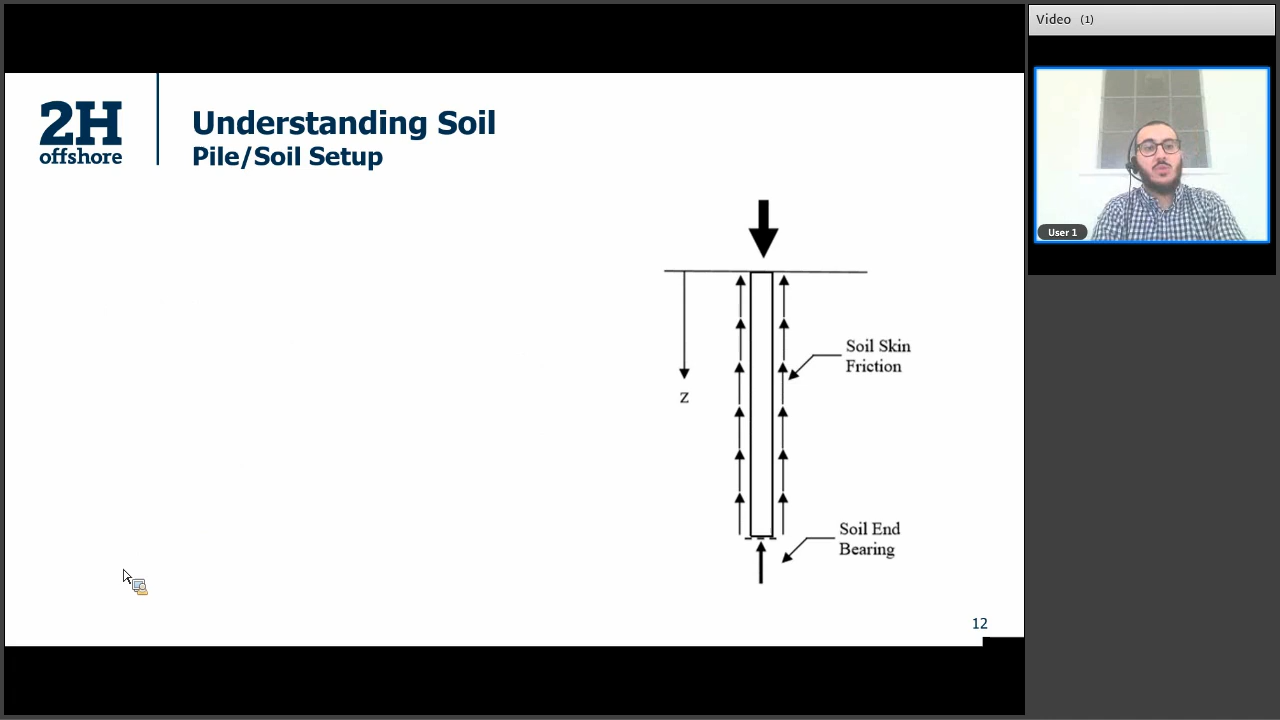 2H
offshore
Understanding Soil
Pile/Soil Setup
Soil Skin
Friction
z
Soil End
Bearing
12
Video (1)
User 1